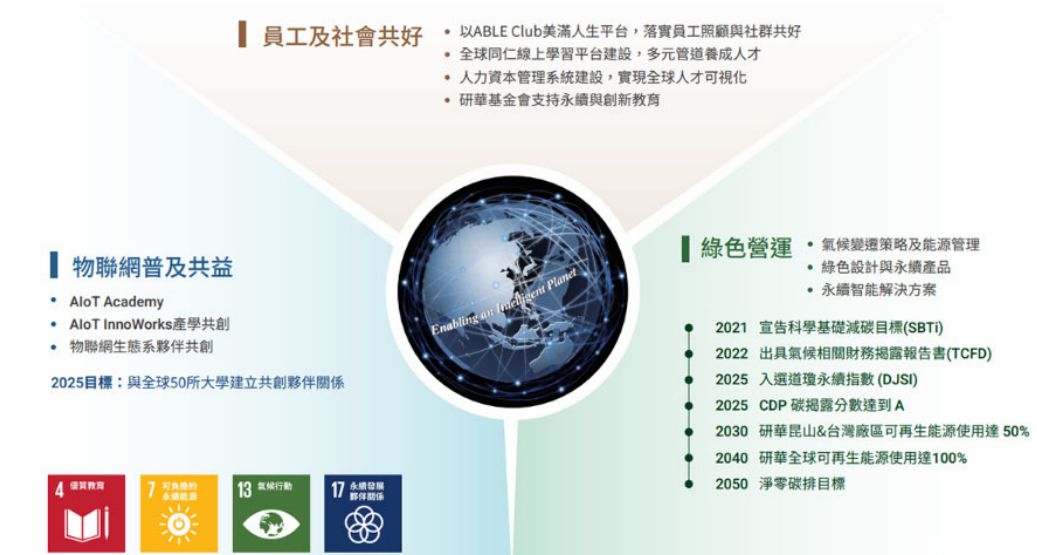 員工及社會共好
• 以ABLE Club美滿人生平台，落實員工照顧與社群共好
• 全球同仁線上學習平台建設，多元管道養成人才
• 人力資本管理系統建設，實現全球人才可視化
• 研華基金會支持永續與創新教育
Enabling an Intelligent Planet
物聯網普及共益
• AIoT Academy
• AIoT InnoWorks產學共創
• 物聯網生態系夥伴共創
2025目標：與全球50所大學建立共創夥伴關係
4 優質教育
7 可負擔的
永續能源
13 氣候行動
17 永續發展
夥伴關係
綠色營運
• 氣候變遷策略及能源管理
• 綠色設計與永續產品
• 永續智能解決方案
2021 宣告科學基礎減碳目標(SBTi)
2022 出具氣候相關財務揭露報告書(TCFD)
2025 入選道瓊永續指數 (DJSI)
2025 CDP 碳揭露分數達到 A
2030 研華昆山&台灣廠區可再生能源使用達 50%
2040 研華全球可再生能源使用達100%
2050 淨零碳排目標